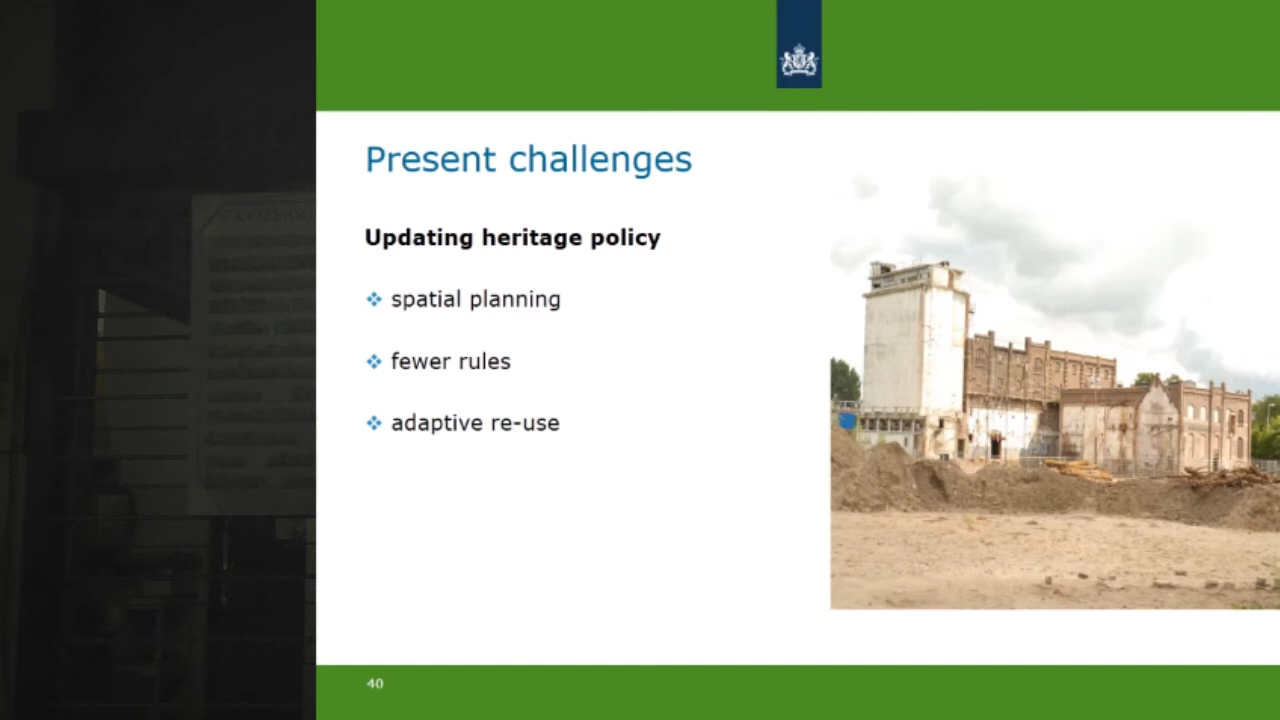 Present challenges
Updating heritage policy
spatial planning
fewer rules
adaptive re-use
40